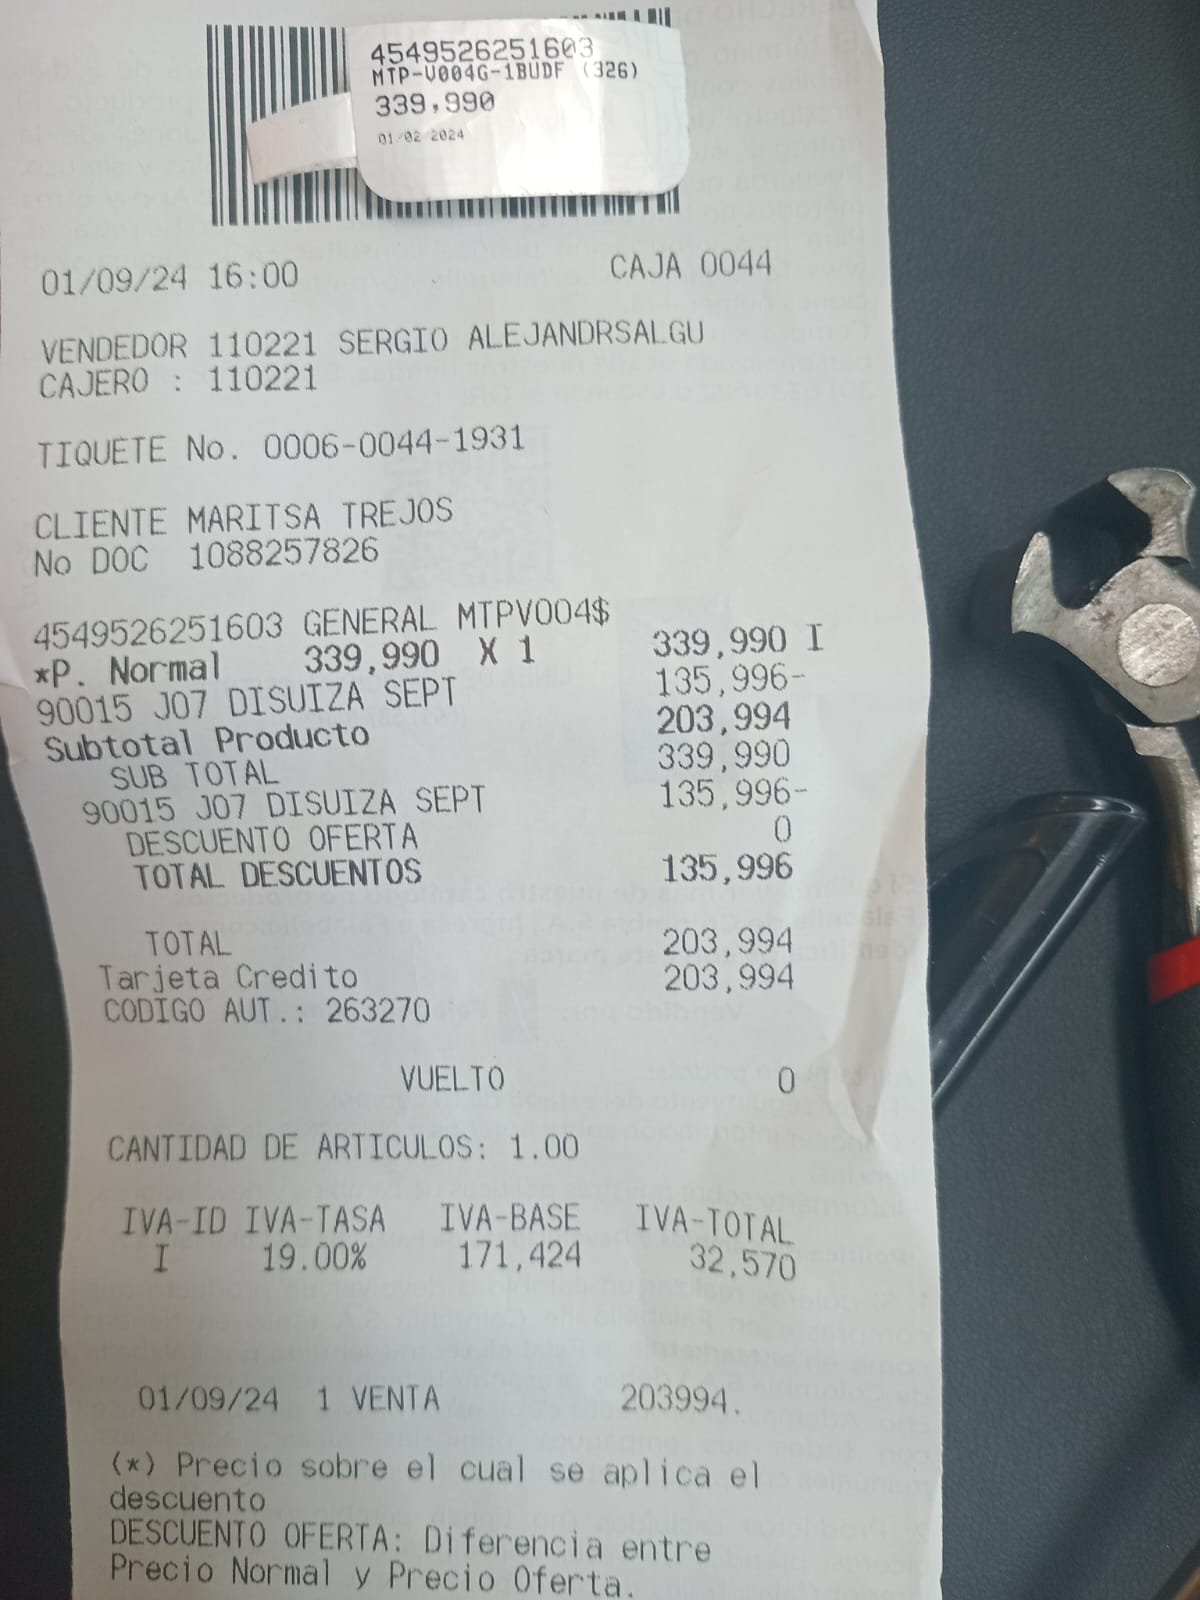 4549526251603
MTP-V004G-1BUDF (326)
339,990
01/02/2024
01/09/24 16:00 CAJA 0044
VENDEDOR 110221 SERGIO ALEJANDRSALGU
CAJERO : 110221
TIQUETE No. 0006-0044-1931
CLIENTE MARITSA TREJOS
No DOC 1088257826
4549526251603 GENERAL MTPV004$
*P. Normal 339,990 X 1 339,990 I
90015 J07 DISUIZA SEPT 135,996-
Subtotal Producto 203,994
SUB TOTAL 339,990
90015 J07 DISUIZA SEPT 135,996-
DESCUENTO OFERTA 0
TOTAL DESCUENTOS 135,996
TOTAL 203,994
Tarjeta Credito 203,994
CODIGO AUT.: 263270
VUELTO 0
CANTIDAD DE ARTICULOS: 1.00
IVA-ID IVA-TASA IVA-BASE IVA-TOTAL
I 19.00% 171,424 32,570
01/09/24 1 VENTA 203994.
(*) Precio sobre el cual se aplica el
descuento
DESCUENTO OFERTA: Diferencia entre
Precio Normal y Precio Oferta.